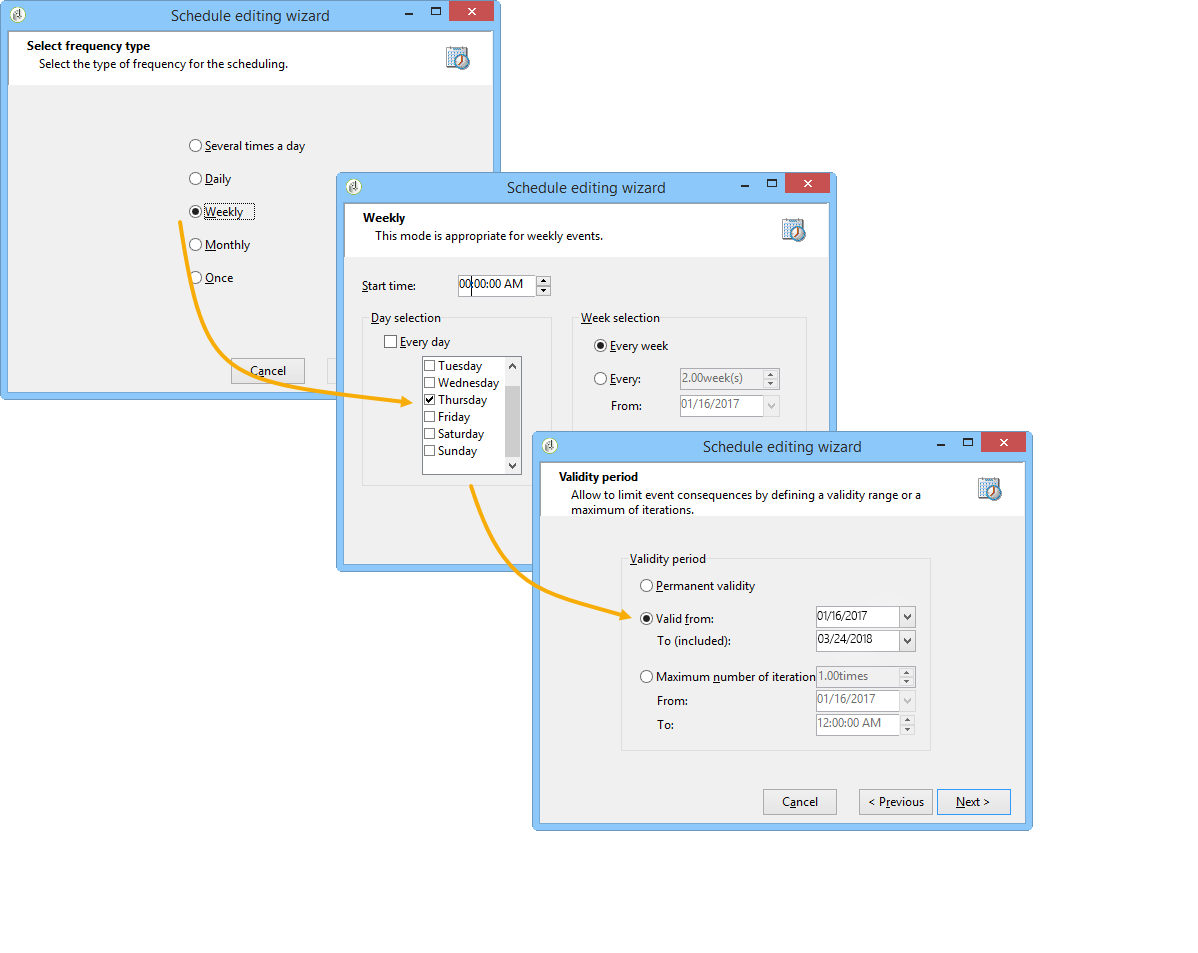 Schedule editing wizard
Select frequency type
Select the type of frequency for the scheduling.
Several times a day
Daily
Weekly
Monthly
Once
Cancel
Schedule editing wizard
Weekly
This mode is appropriate for weekly events.
Start time: 00:00:00 AM
Day selection
Every day
Tuesday
Wednesday
Thursday
Friday
Saturday
Sunday
Week selection
Every week
Every: 2.00week(s)
From: 01/16/2017
Schedule editing wizard
Validity period
Allow to limit event consequences by defining a validity range or a
maximum of iterations.
Validity period
Permanent validity
Valid from: 01/16/2017
To (included): 03/24/2018
Maximum number of iteration 1.00times
From: 01/16/2017
To: 12:00:00 AM
Cancel < Previous Next >